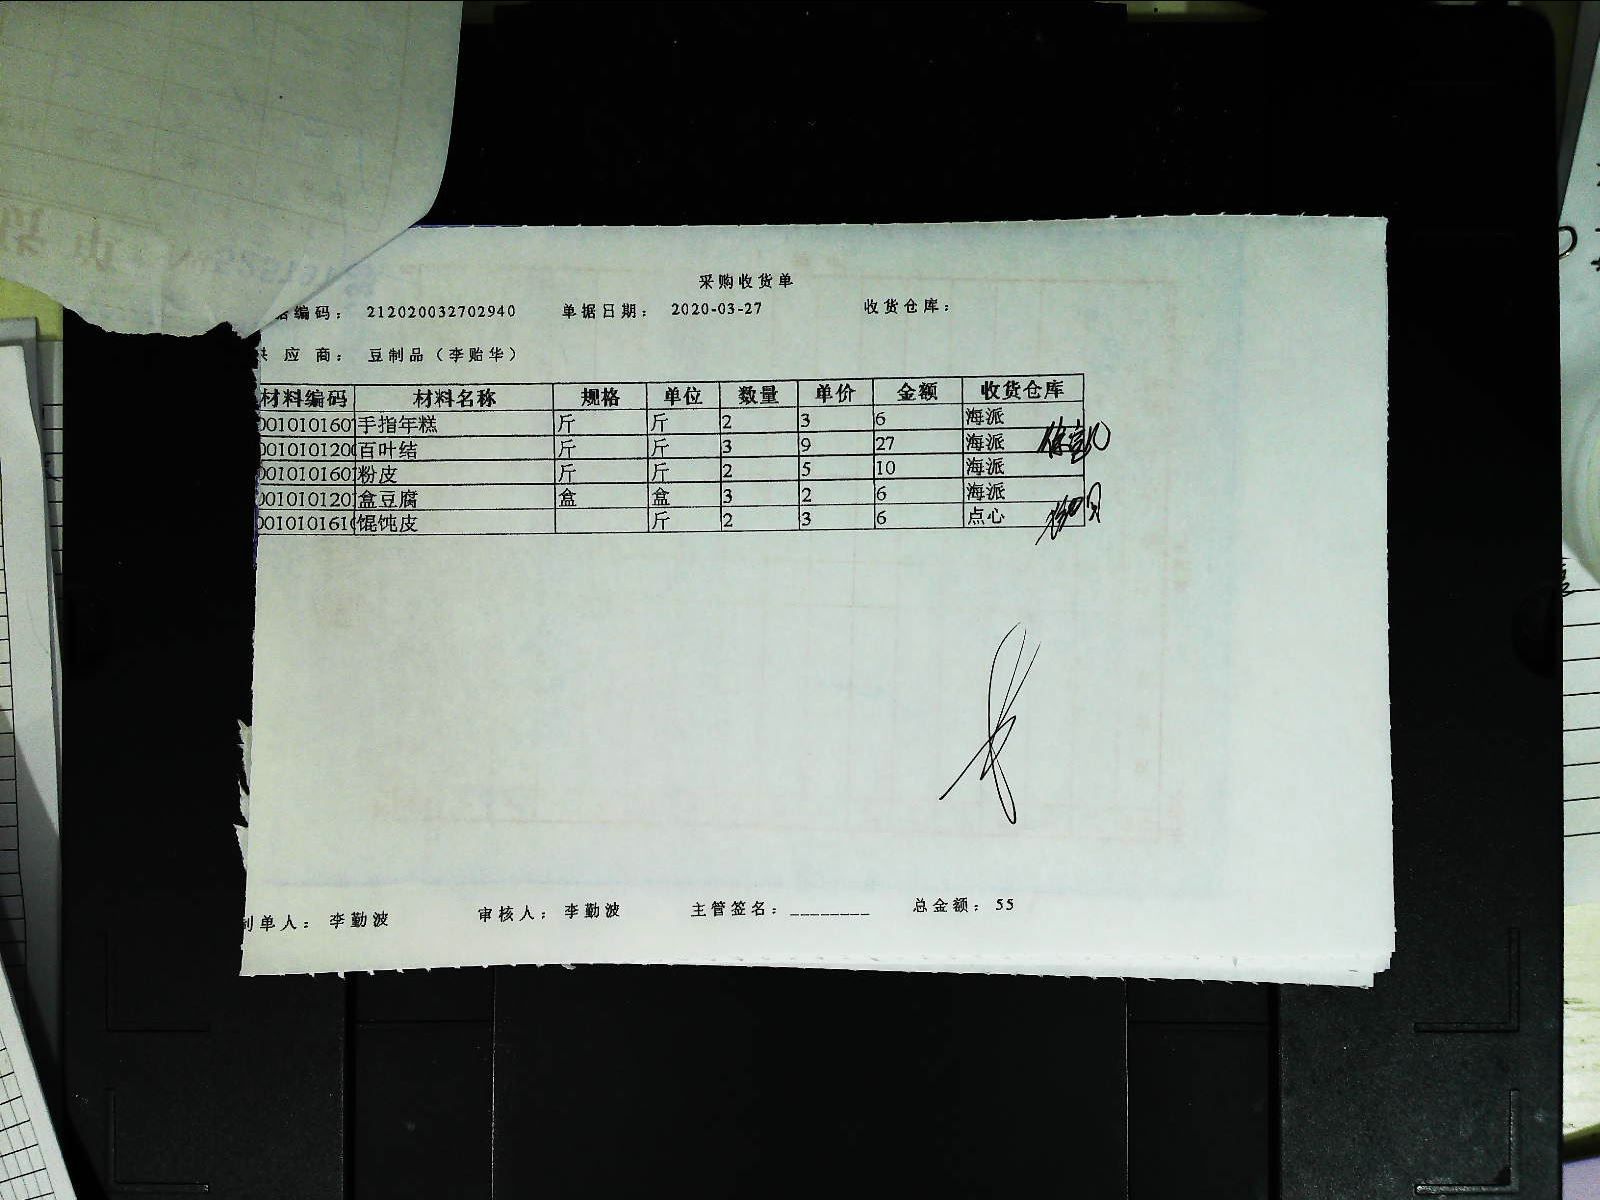 采购收货单
据编码： 212020032702940 单据日期： 2020-03-27 收货仓库：
供应商： 豆制品（李贻华）
材料编码 材料名称 规格 单位 数量 单价 金额 收货仓库
手指年糕 斤 斤 2 3 6 海派
百叶结 斤 斤 3 9 27 海派
粉皮 斤 斤 2 5 10 海派
盒豆腐 盒 盒 3 2 6 海派
馄饨皮 斤 2 3 6 点心
制单人： 李勤波 审核人： 李勤波 主管签名：________ 总金额： 55